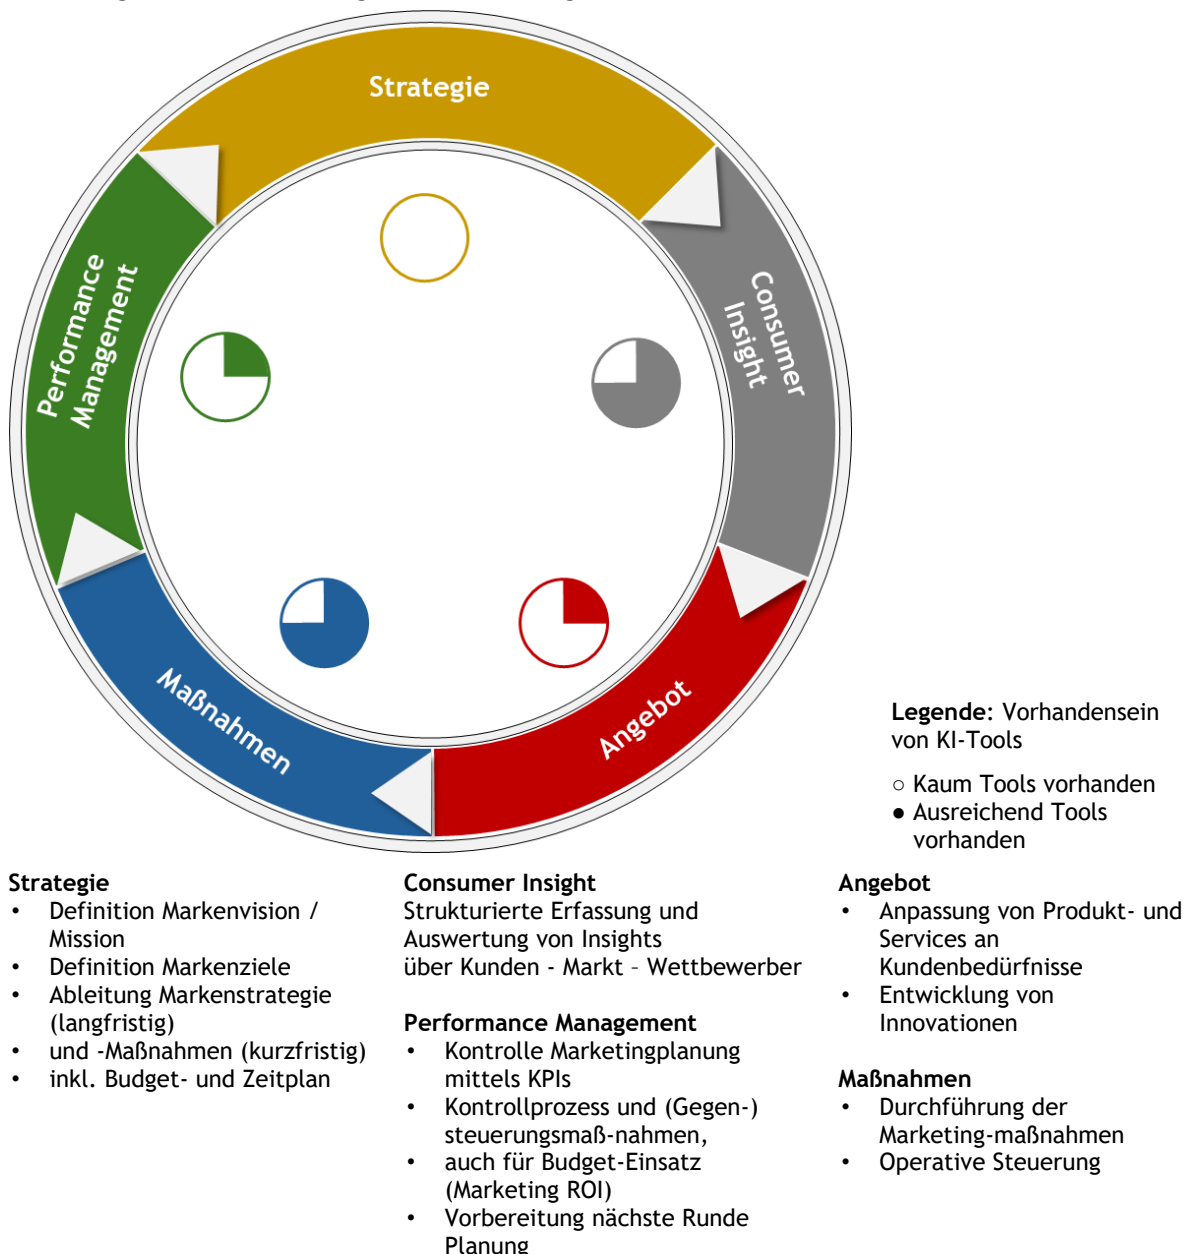 Strategie
Consumer
Insight
Angebot
Maßnahmen
Performance
Management
Legende: Vorhandensein
von KI-Tools
○ Kaum Tools vorhanden
● Ausreichend Tools
vorhanden
Strategie
• Definition Markenvision /
Mission
• Definition Markenziele
• Ableitung Markenstrategie
(langfristig)
• und -Maßnahmen (kurzfristig)
• inkl. Budget- und Zeitplan
Consumer Insight
Strukturierte Erfassung und
Auswertung von Insights
über Kunden - Markt – Wettbewerber
Performance Management
• Kontrolle Marketingplanung
mittels KPIs
• Kontrollprozess und (Gegen-)
steuerungsmaß-nahmen,
• auch für Budget-Einsatz
(Marketing ROI)
• Vorbereitung nächste Runde
Planung
Angebot
• Anpassung von Produkt- und
Services an
Kundenbedürfnisse
• Entwicklung von
Innovationen
Maßnahmen
• Durchführung der
Marketing-maßnahmen
• Operative Steuerung